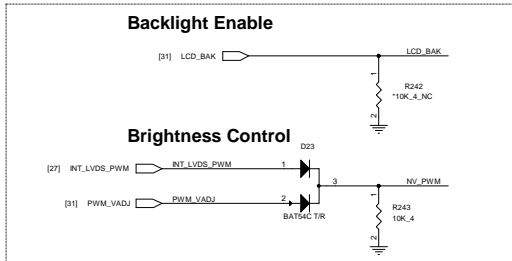 Backlight Enable
[31] LCD_BAK LCD_BAK
1
R242
*10K_4_NC
2
Brightness Control
D23
[27] INT_LVDS_PWM INT_LVDS_PWM 1
3 NV_PWM
[31] PWM_VADJ PWM_VADJ 2
1
BAT54C T/R
R243
10K_4
2